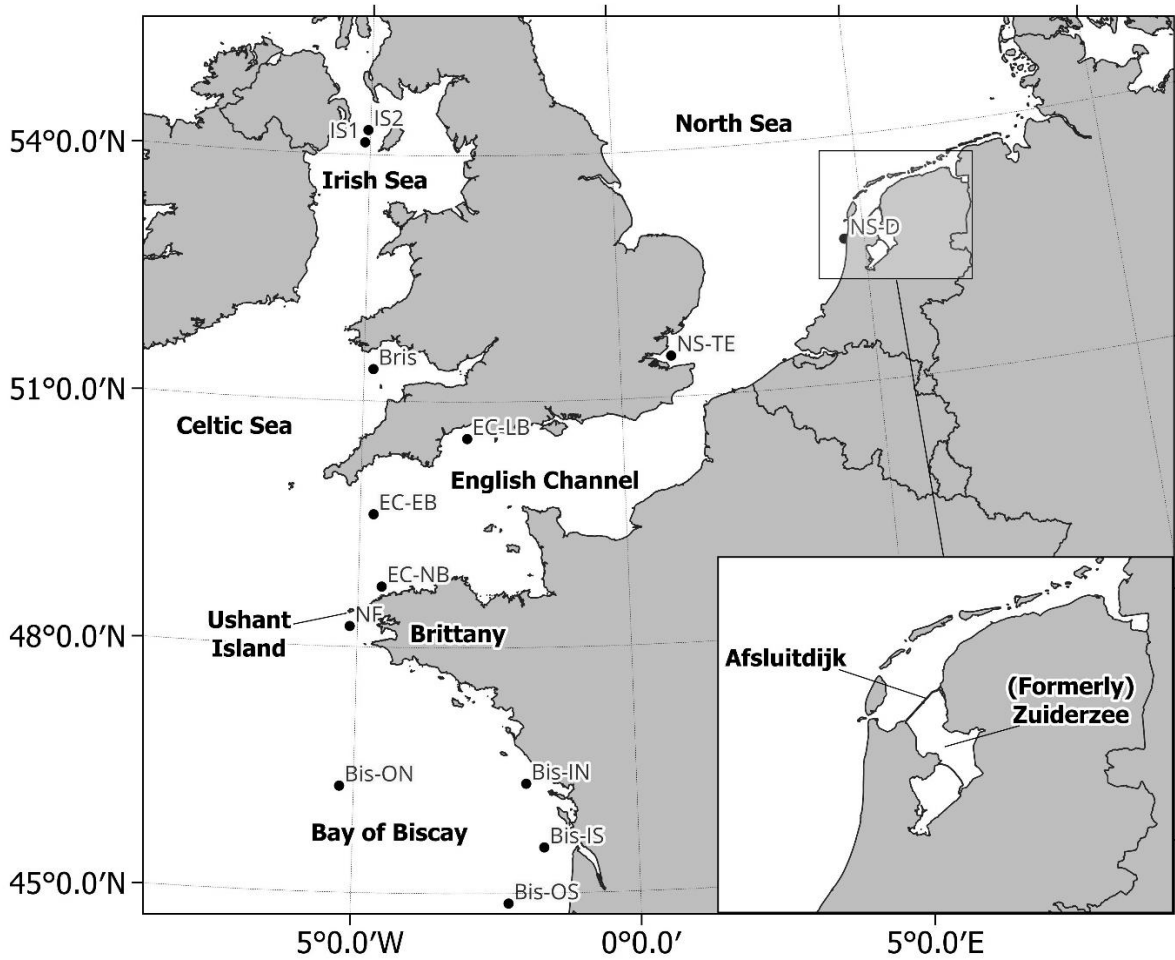 North Sea
54°0.0′N
IS2
IS1
Irish Sea
NS-D
NS-TE
Bris
51°0.0′N
Celtic Sea
EC-LB
English Channel
EC-EB
EC-NB
Ushant
Island
NF
48°0.0′N
Brittany
Afsluitdijk
(Formerly)
Zuiderzee
Bis-ON
Bis-IN
Bay of Biscay
Bis-IS
45°0.0′N
Bis-OS
5°0.0′W
0°0.0′
5°0.0′E